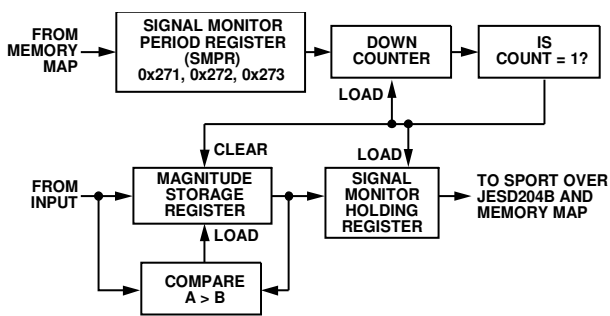 FROM
MEMORY
MAP
SIGNAL MONITOR
PERIOD REGISTER
(SMPR)
0x271, 0x272, 0x273
DOWN
COUNTER
IS
COUNT = 1?
LOAD
CLEAR
LOAD
FROM
INPUT
MAGNITUDE
STORAGE
REGISTER
SIGNAL
MONITOR
HOLDING
REGISTER
TO SPORT OVER
JESD204B AND
MEMORY MAP
LOAD
COMPARE
A > B